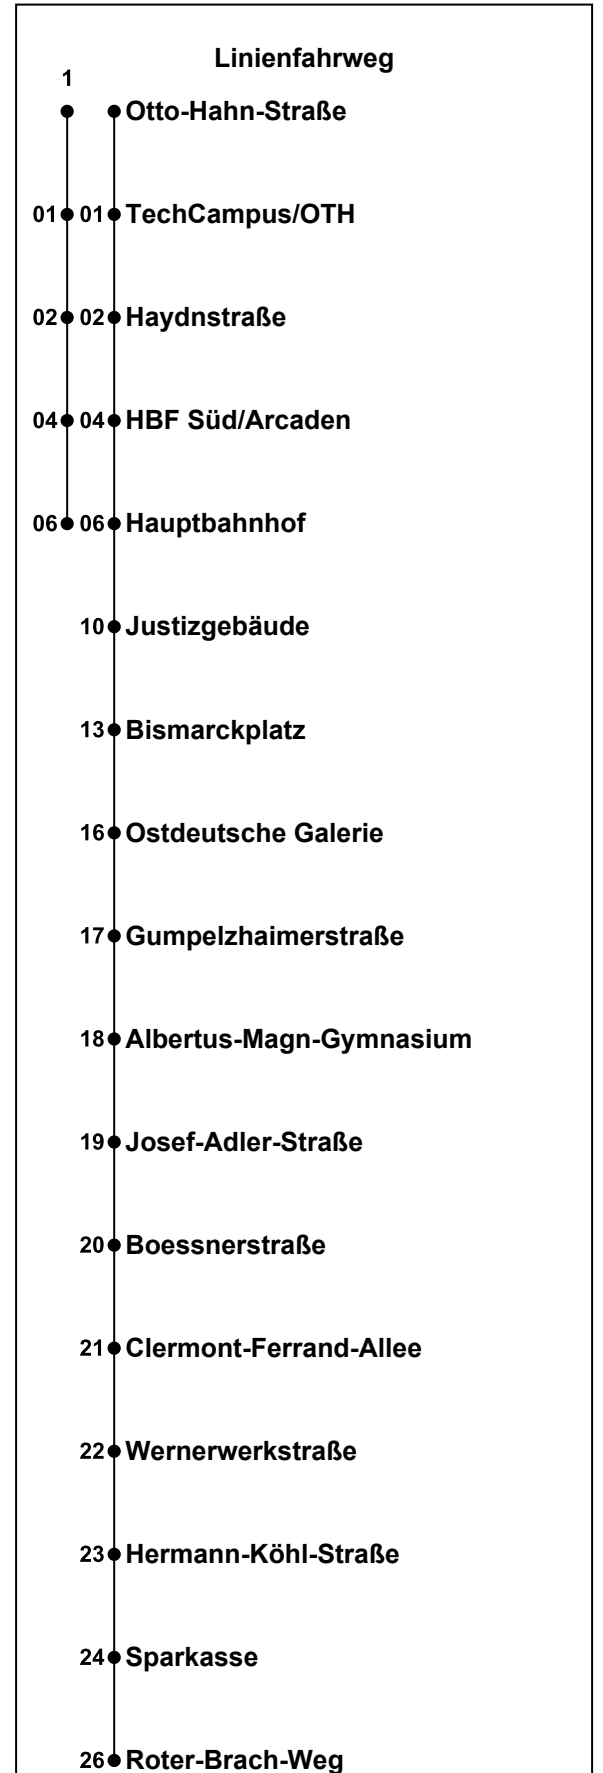 Linienfahrweg
1
Otto-Hahn-Straße
01 01 TechCampus/OTH
02 02 Haydnstraße
04 04 HBF Süd/Arcaden
06 06 Hauptbahnhof
10 Justizgebäude
13 Bismarckplatz
16 Ostdeutsche Galerie
17 Gumpelzhaimerstraße
18 Albertus-Magn-Gymnasium
19 Josef-Adler-Straße
20 Boessnerstraße
21 Clermont-Ferrand-Allee
22 Wernerwerkstraße
23 Hermann-Köhl-Straße
24 Sparkasse
26 Roter-Brach-Weg